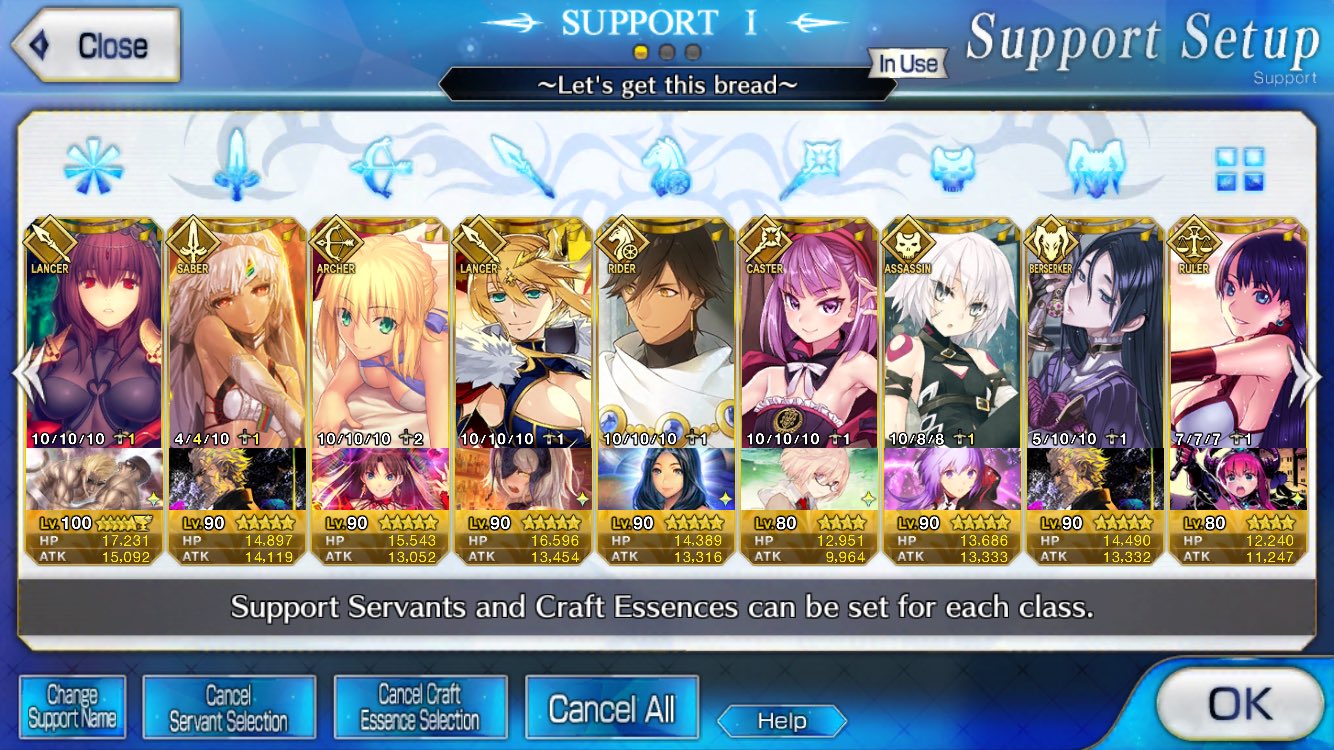 Close
SUPPORT I
~Let's get this bread~
In Use
Support Setup
Support
LANCER
SABER
ARCHER
LANCER
RIDER
CASTER
ASSASSIN
BERSERKER
RULER
10/10/10 1
4/4/10 1
10/10/10 2
10/10/10 1
10/10/10 1
10/10/10 1
10/8/8 1
5/10/10 1
7/7/7 1
Lv.100
Lv.90
Lv.90
Lv.90
Lv.90
Lv.80
Lv.90
Lv.90
Lv.80
HP 17,231
HP 14,897
HP 15,543
HP 16,596
HP 14,389
HP 12,951
HP 13,686
HP 14,490
HP 12,240
ATK 15,092
ATK 14,119
ATK 13,052
ATK 13,454
ATK 13,316
ATK 9,964
ATK 13,333
ATK 13,332
ATK 11,247
Support Servants and Craft Essences can be set for each class.
Change
Support Name
Cancel
Servant Selection
Cancel Craft
Essence Selection
Cancel All
Help
OK